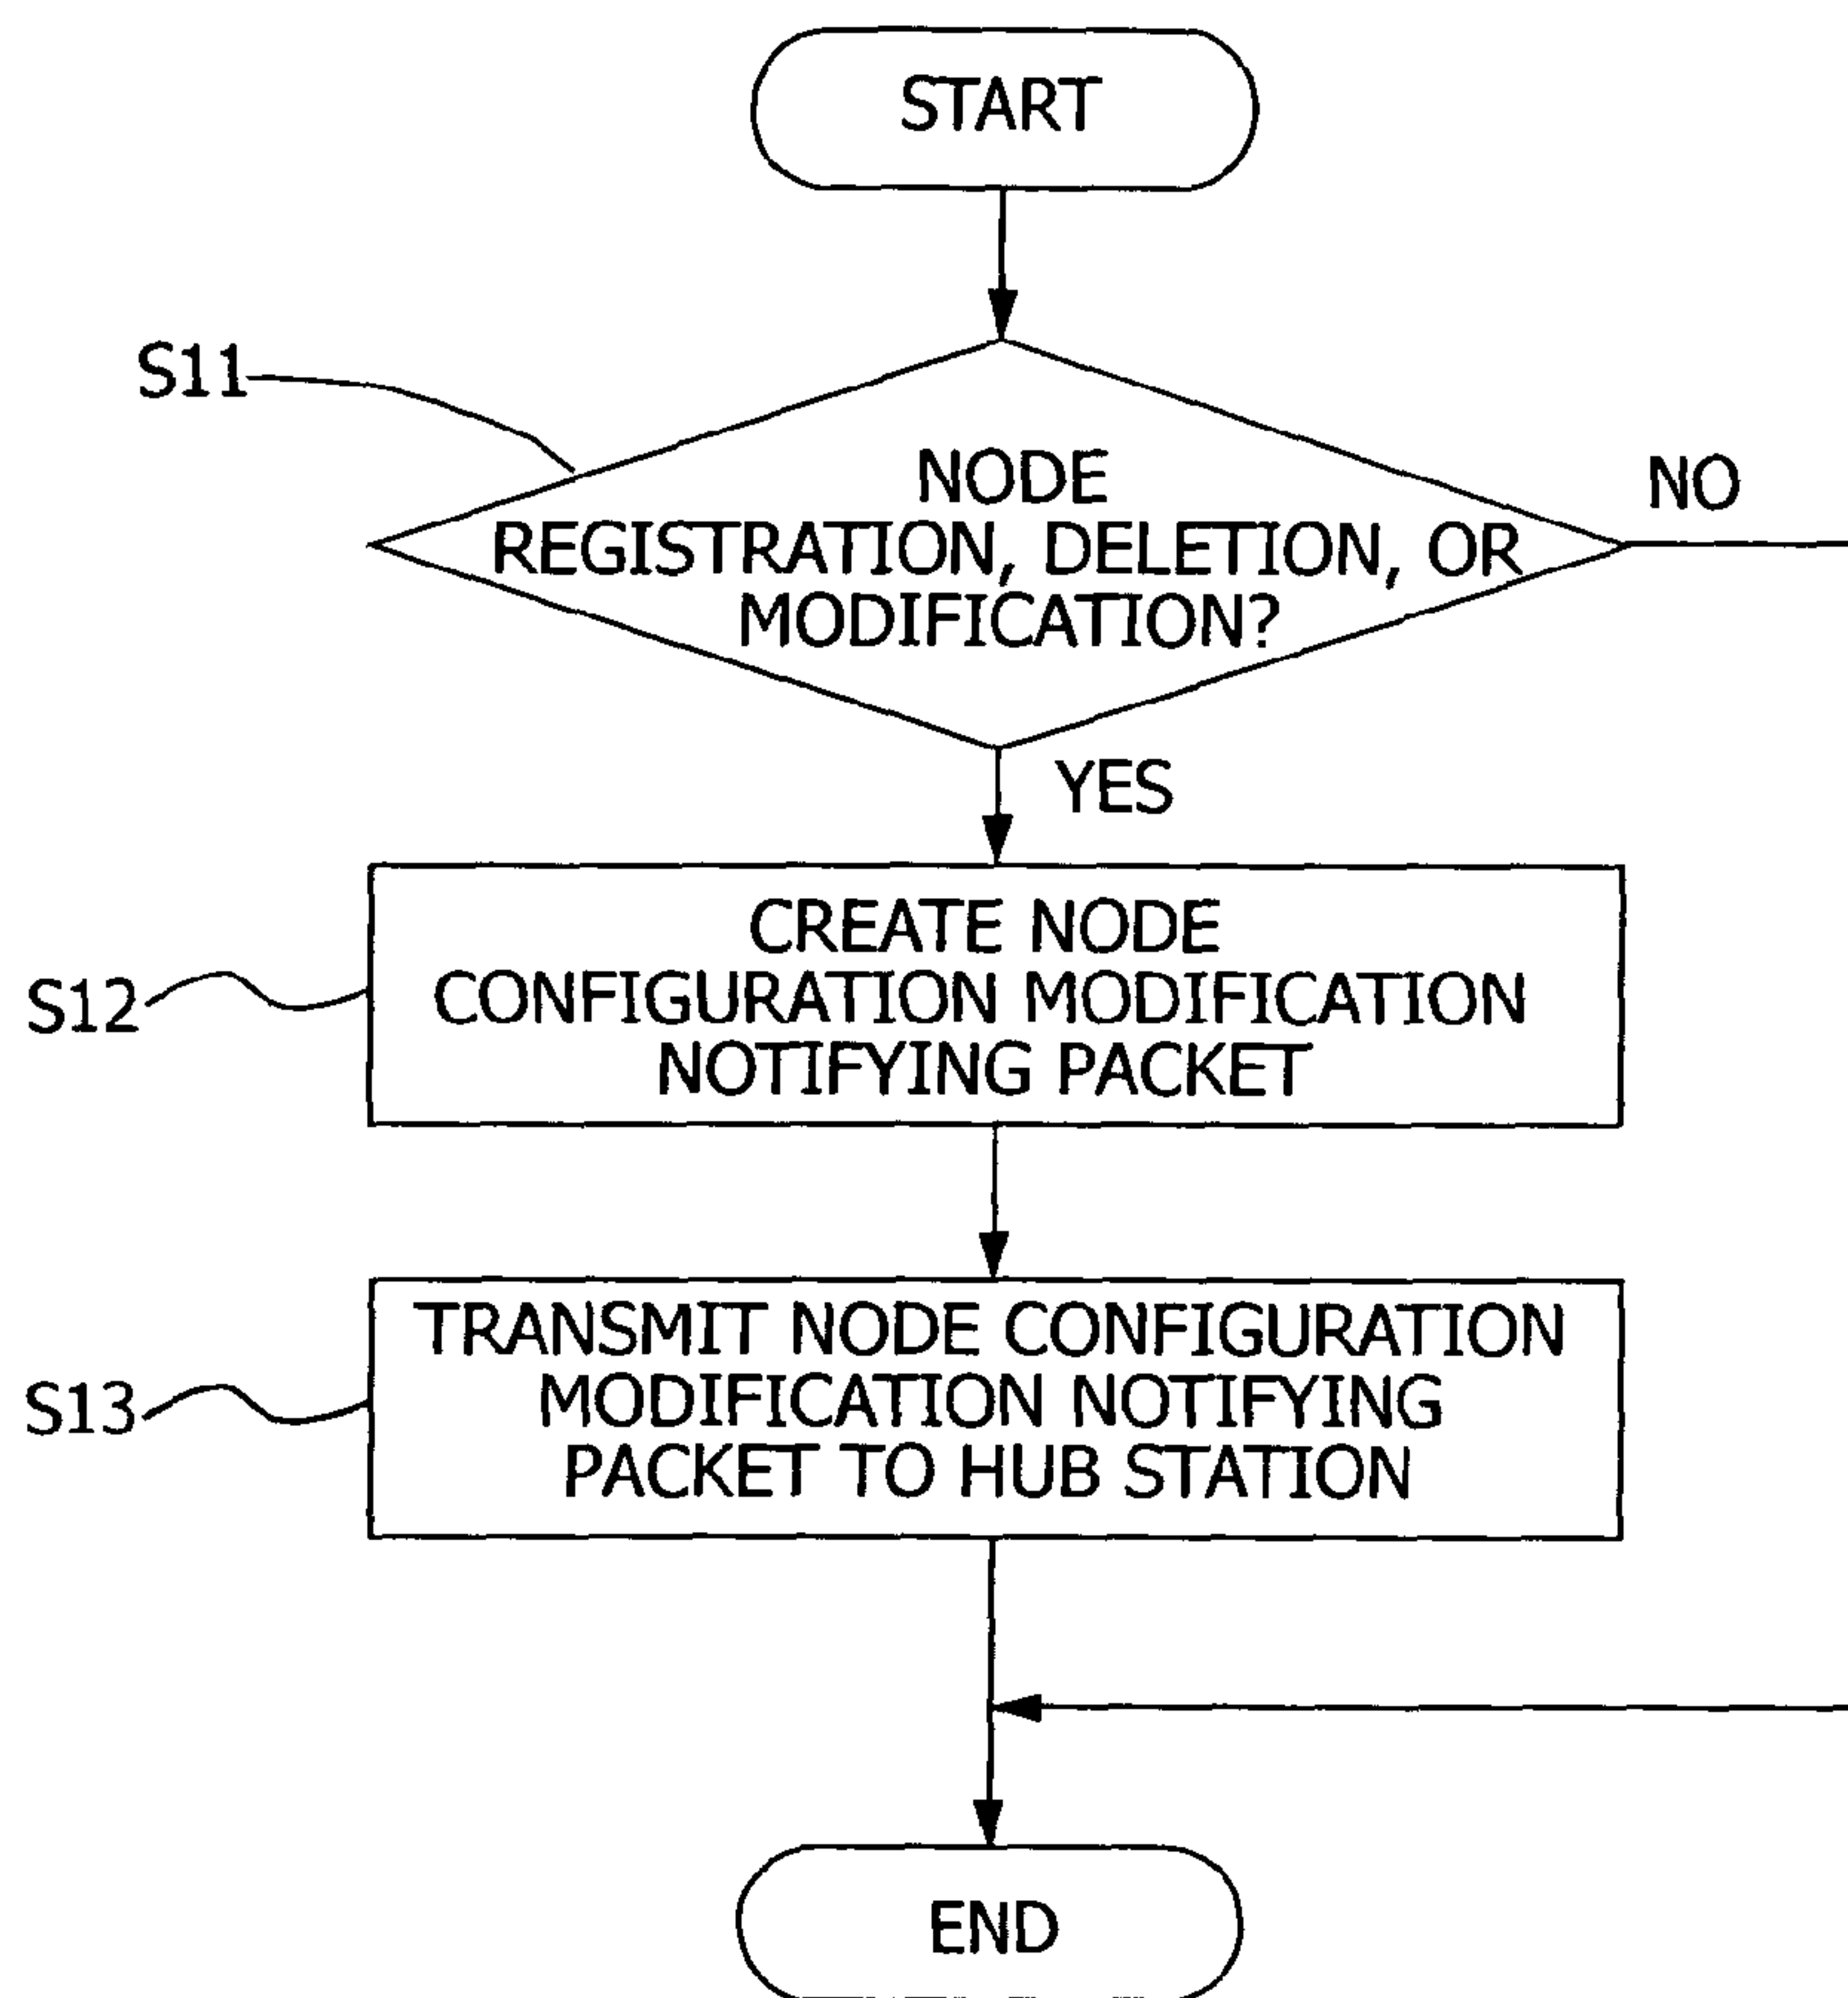 START
S11
NODE
REGISTRATION, DELETION, OR
MODIFICATION?
NO
YES
S12
CREATE NODE
CONFIGURATION MODIFICATION
NOTIFYING PACKET
S13
TRANSMIT NODE CONFIGURATION
MODIFICATION NOTIFYING
PACKET TO HUB STATION
END